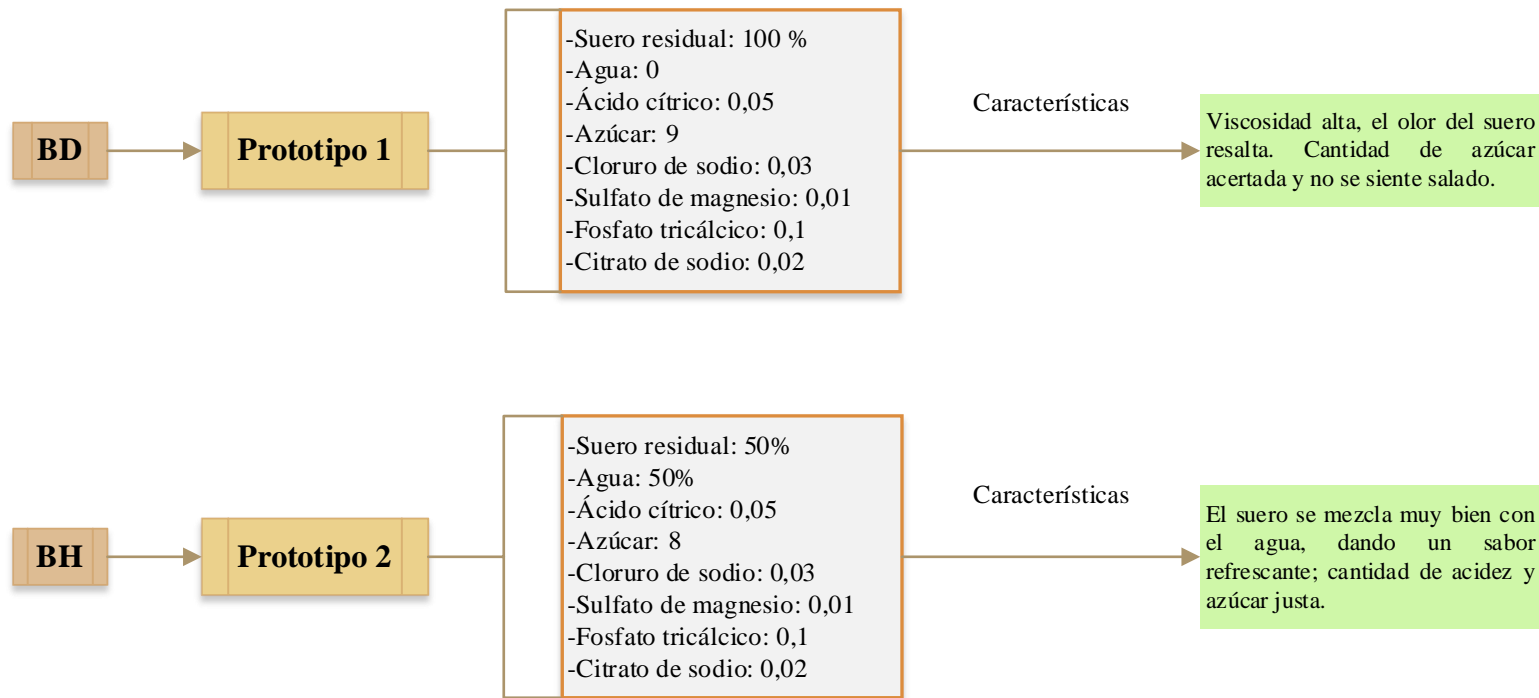 BD
Prototipo 1
-Suero residual: 100 %
-Agua: 0
-Ácido cítrico: 0,05
-Azúcar: 9
-Cloruro de sodio: 0,03
-Sulfato de magnesio: 0,01
-Fosfato tricálcico: 0,1
-Citrato de sodio: 0,02
Características
Viscosidad alta, el olor del suero
resalta. Cantidad de azúcar
acertada y no se siente salado.
BH
Prototipo 2
-Suero residual: 50%
-Agua: 50%
-Ácido cítrico: 0,05
-Azúcar: 8
-Cloruro de sodio: 0,03
-Sulfato de magnesio: 0,01
-Fosfato tricálcico: 0,1
-Citrato de sodio: 0,02
Características
El suero se mezcla muy bien con
el agua, dando un sabor
refrescante; cantidad de acidez y
azúcar justa.